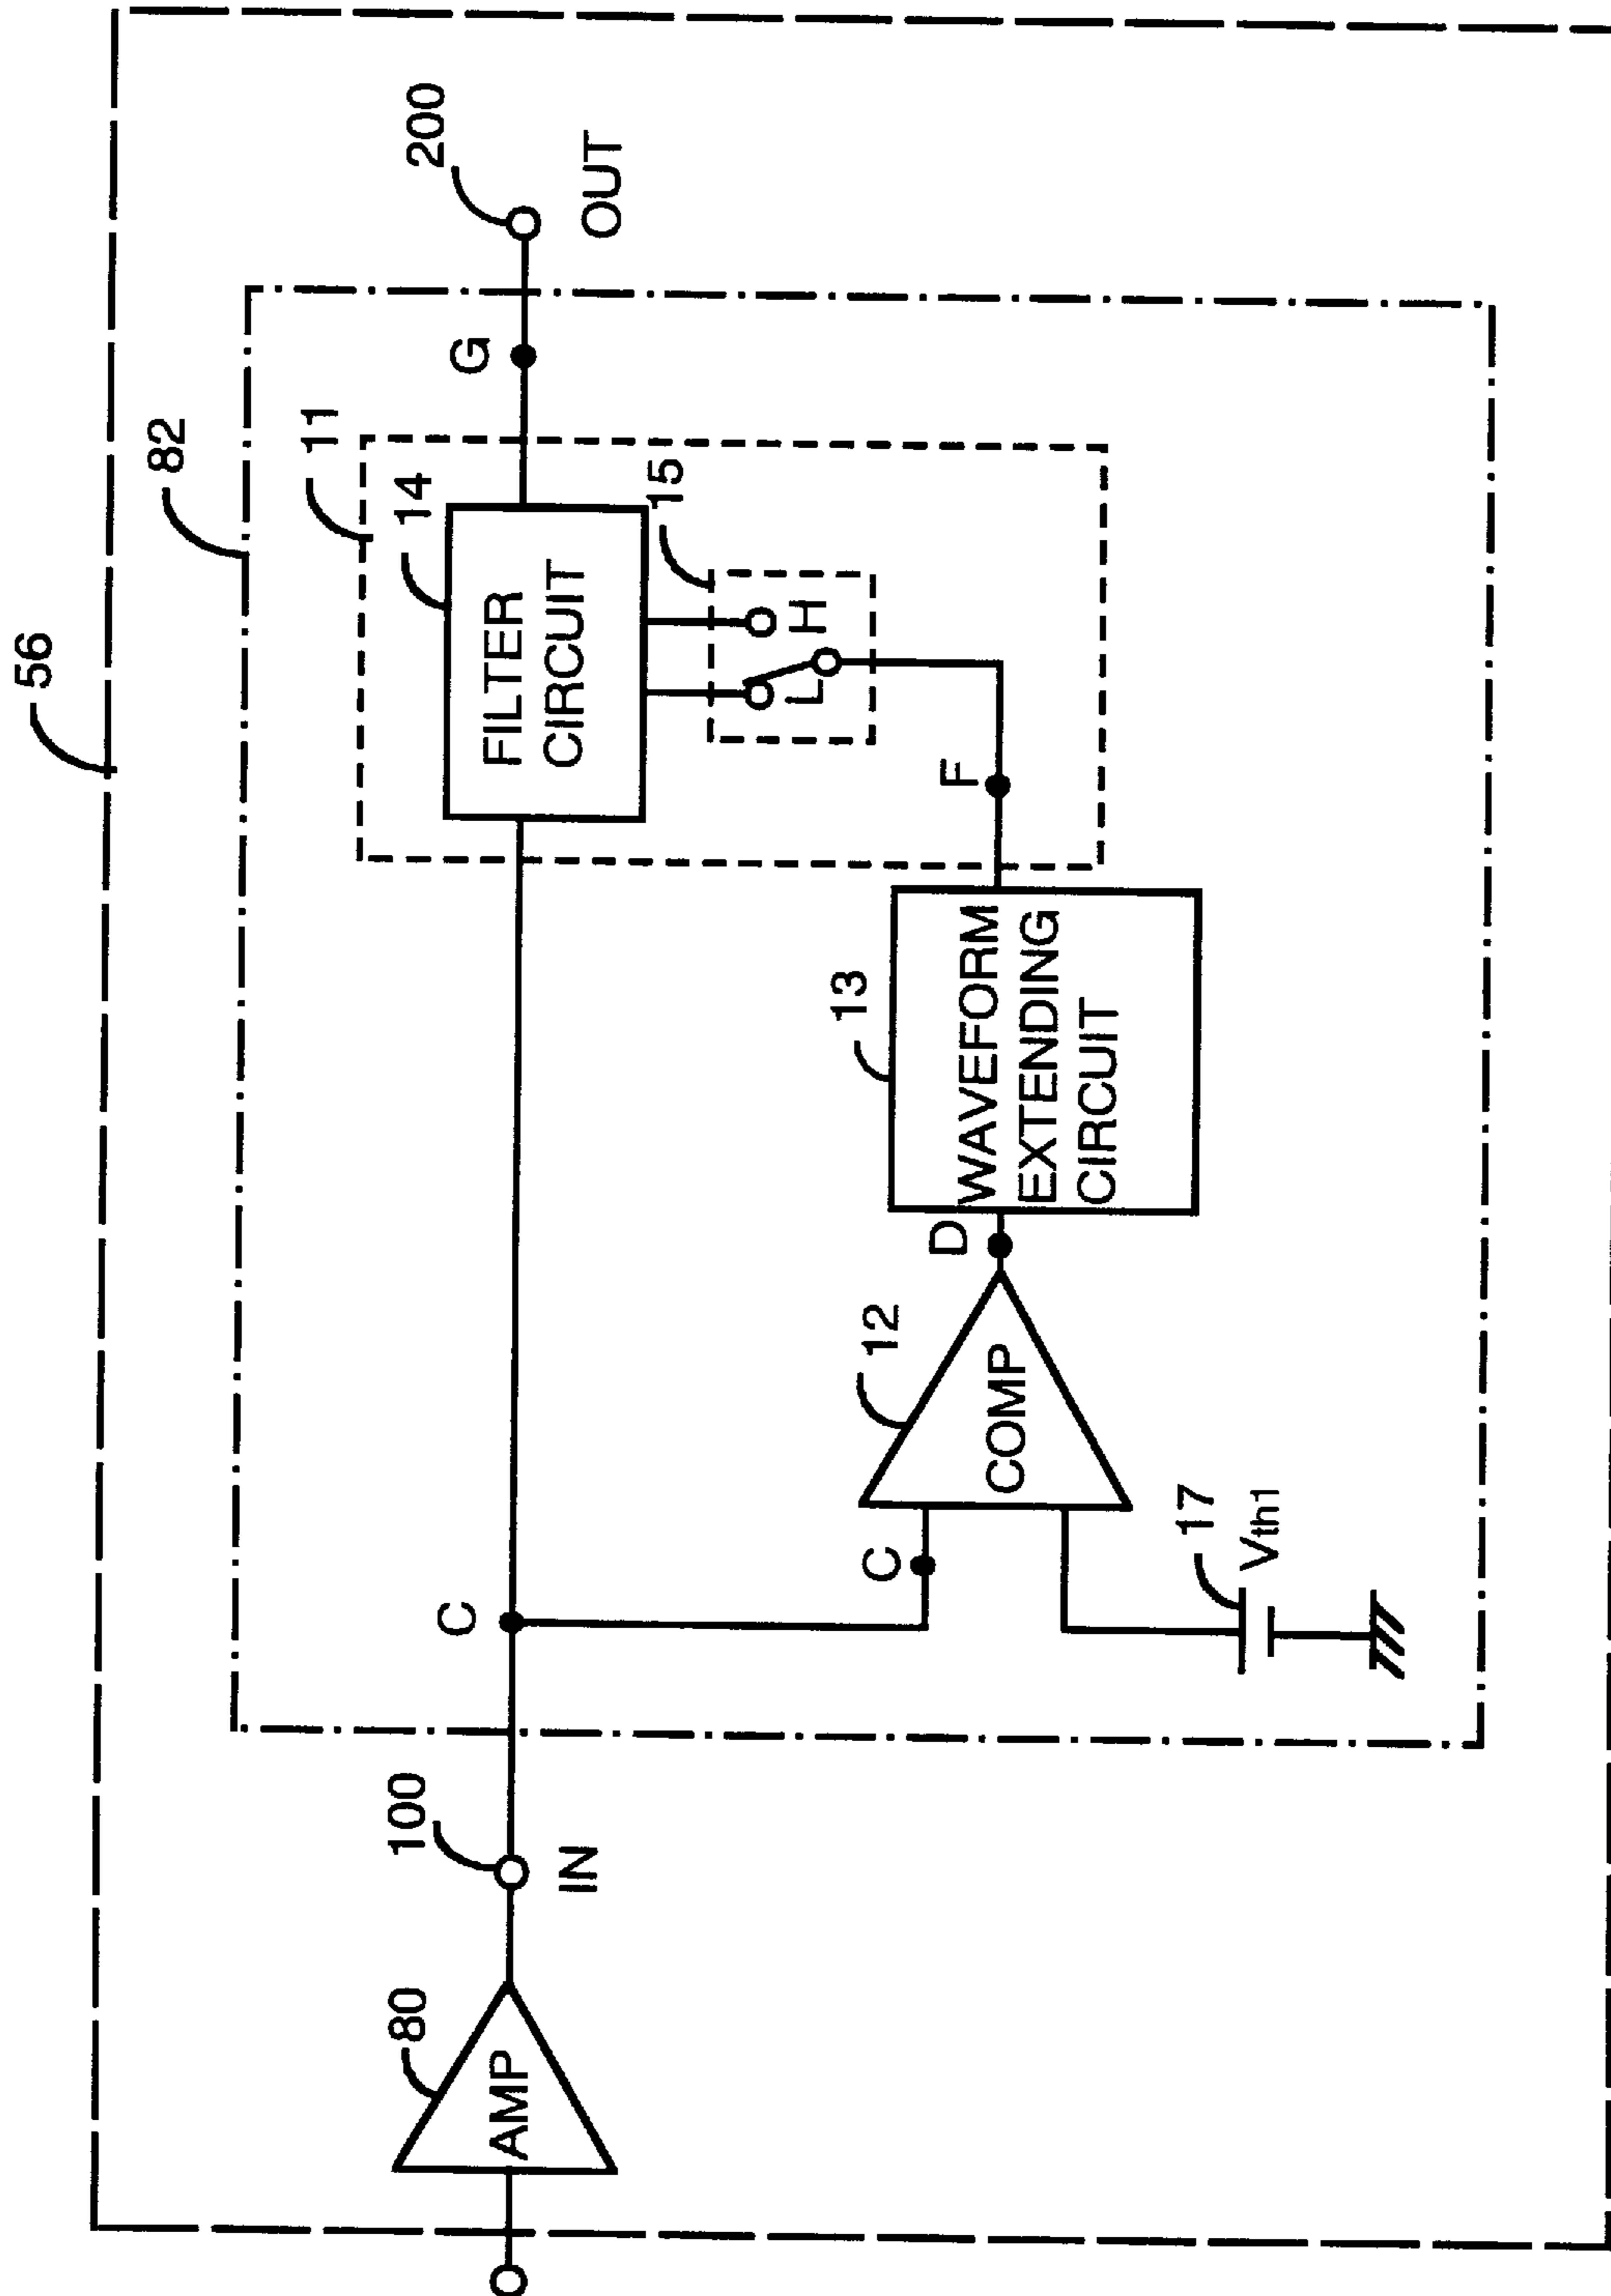 56
82
11
14
FILTER
CIRCUIT
15
L
H
G
200
OUT
F
13
WAVEFORM
EXTENDING
CIRCUIT
D
12
COMP
C
C
17
Vth1
100
IN
80
AMP